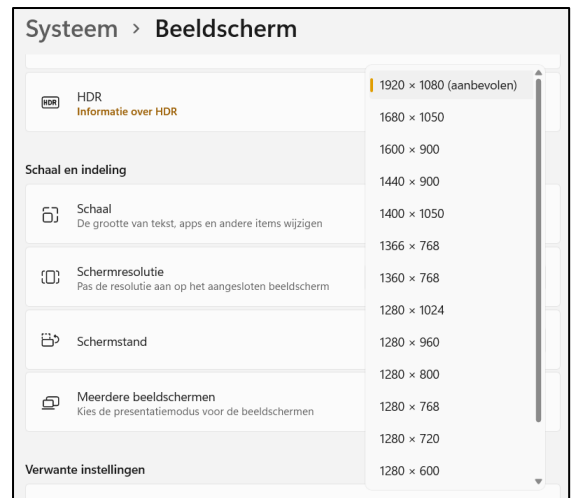 Systeem > Beeldscherm
HDR
HDR
Informatie over HDR
Schaal en indeling
Schaal
De grootte van tekst, apps en andere items wijzigen
Schermresolutie
Pas de resolutie aan op het aangesloten beeldscherm
Schermstand
Meerdere beeldschermen
Kies de presentatiemodus voor de beeldschermen
Verwante instellingen
1920 × 1080 (aanbevolen)
1680 × 1050
1600 × 900
1440 × 900
1400 × 1050
1366 × 768
1360 × 768
1280 × 1024
1280 × 960
1280 × 800
1280 × 768
1280 × 720
1280 × 600